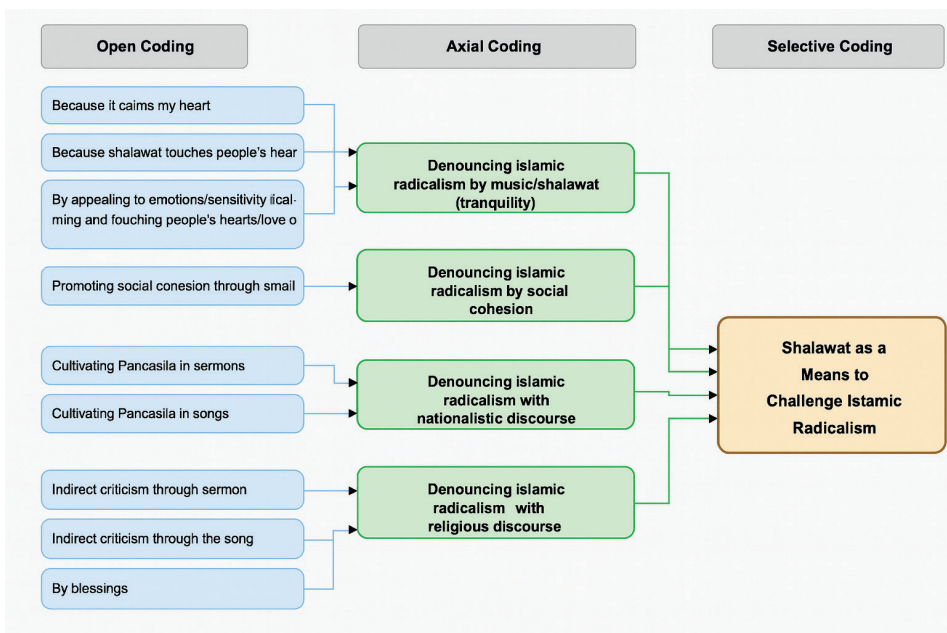 Open Coding
Axial Coding
Selective Coding
Because it caims my heart
Because shalawat touches people's hear
By appealing to emotions/sensitivity iical-
ming and fouching people's hearts/love o
Promoting social conesion through smail
Cultivating Pancasila in sermons
Cultivating Pancasila in songs
Indirect criticism through sermon
Indirect criticism through the song
By blessings
Denouncing islamic
radicalism by music/shalawat
(tranquility)
Denouncing islamic
radicalism by social
cohesion
Denouncing islamic
radicalism with
nationalistic discourse
Denouncing islamic
radicalism with
religious discourse
Shalawat as a
Means to
Challenge Istamic
Radicalism